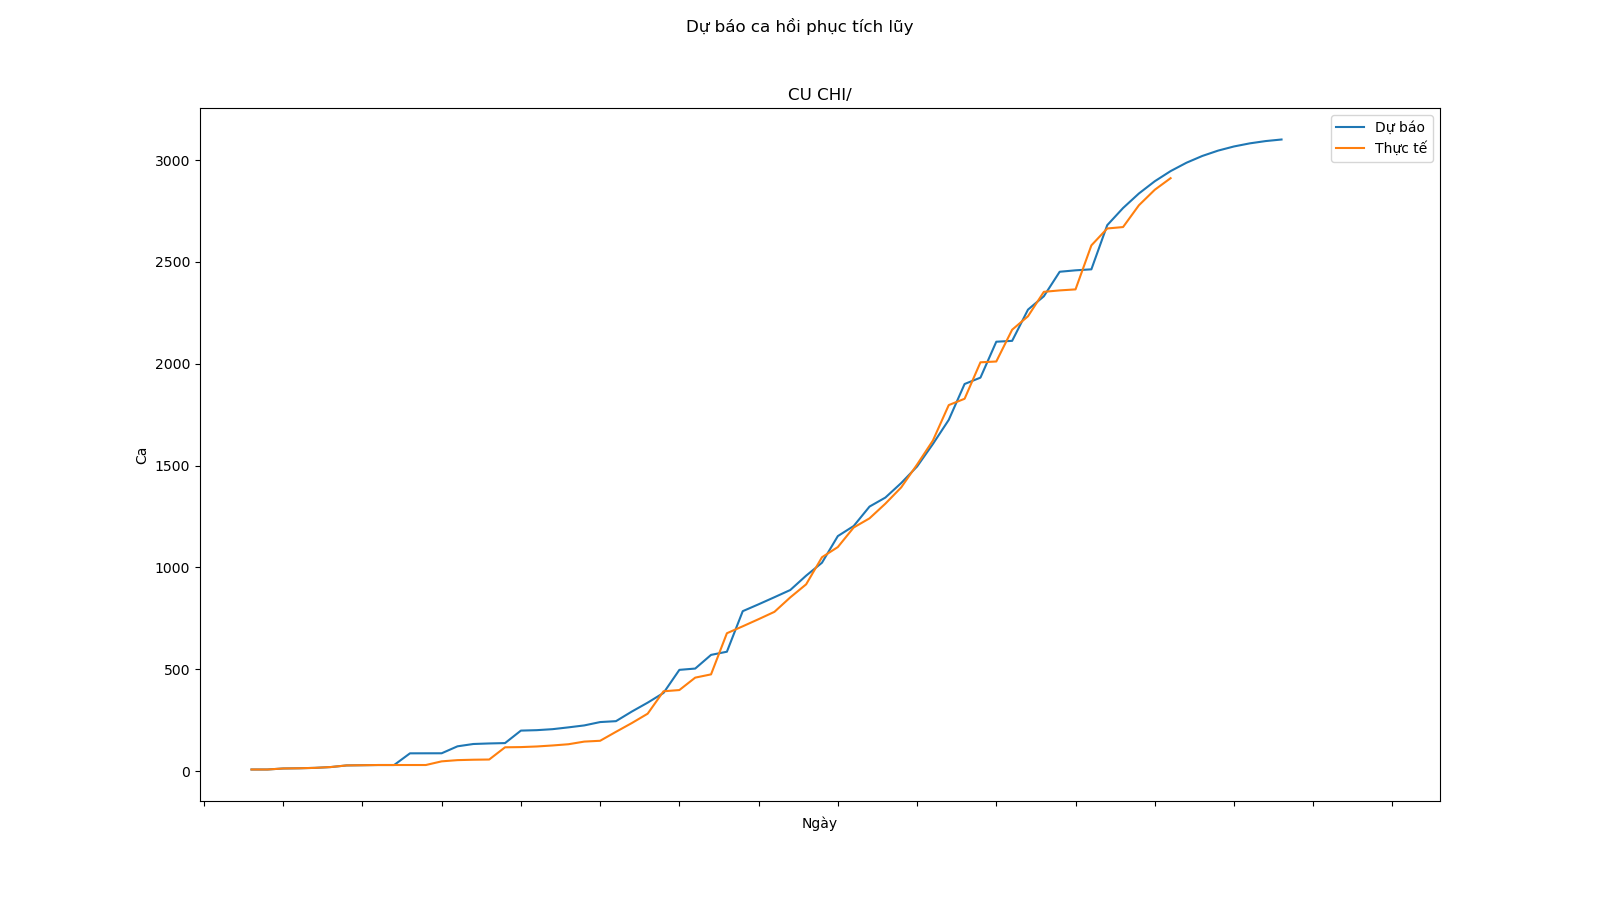 Dự báo ca hồi phục tích lũy
CU CHI/
Dự báo
Thực tế
3000
2500
2000
1500
1000
500
0
Ca
Ngày